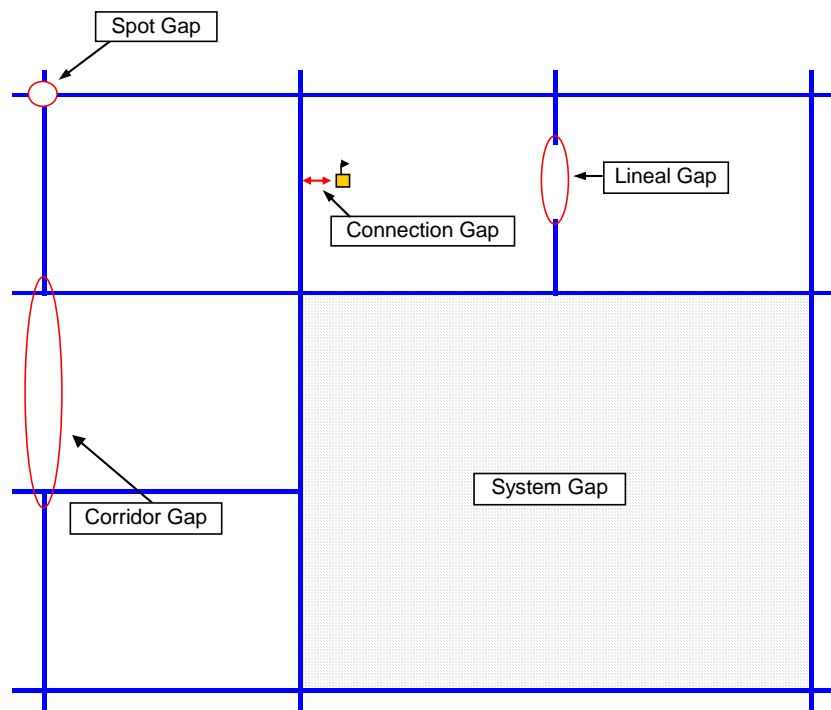 Spot Gap
Lineal Gap
Connection Gap
System Gap
Corridor Gap